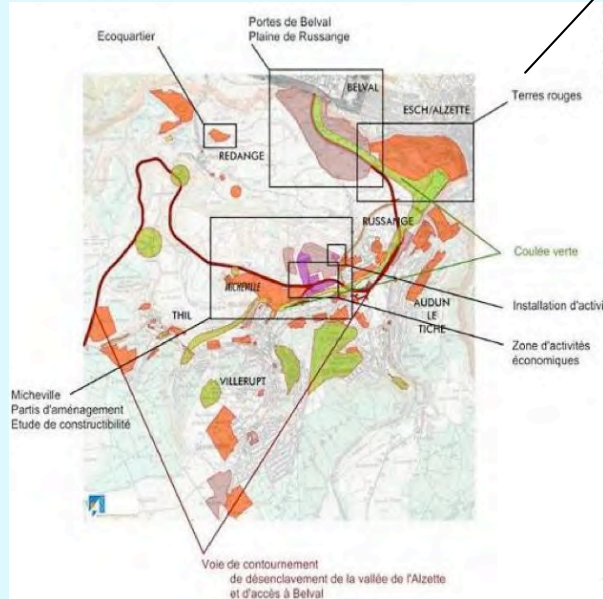 Portes de Belval
Plaine de Russange
Ecoquartier
BELVAL
ESCH/ALZETTE
Terres rouges
REDANGE
RUSSANGE
Coulée verte
MICHEVILLE
Installation d'activi
THIL
AUDUN
LE
TICHE
Zone d'activités
économiques
VILLERUPT
Micheville
Partis d'aménagement
Etude de constructibilité
Voie de contournement
de désenclavement de la vallée de l'Alzette
et d'accès à Belval